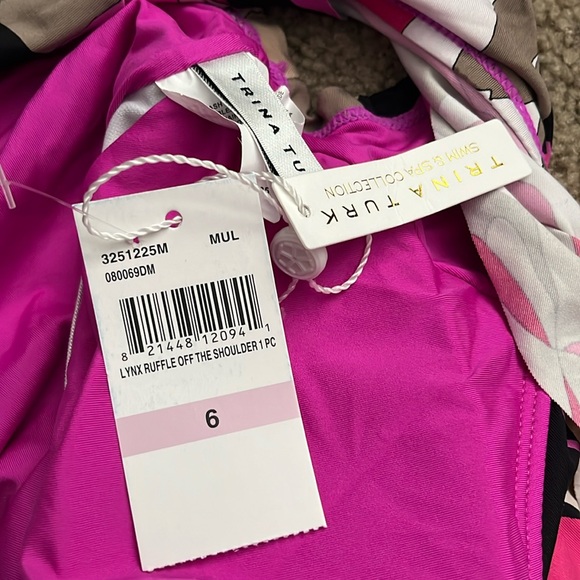 TRINA TU
TRINA TURK
SWIM & SPA COLLECTION
3251225M MUL
080069DM
8 21448 12094 1
LYNX RUFFLE OFF THE SHOULDER 1 PC
6